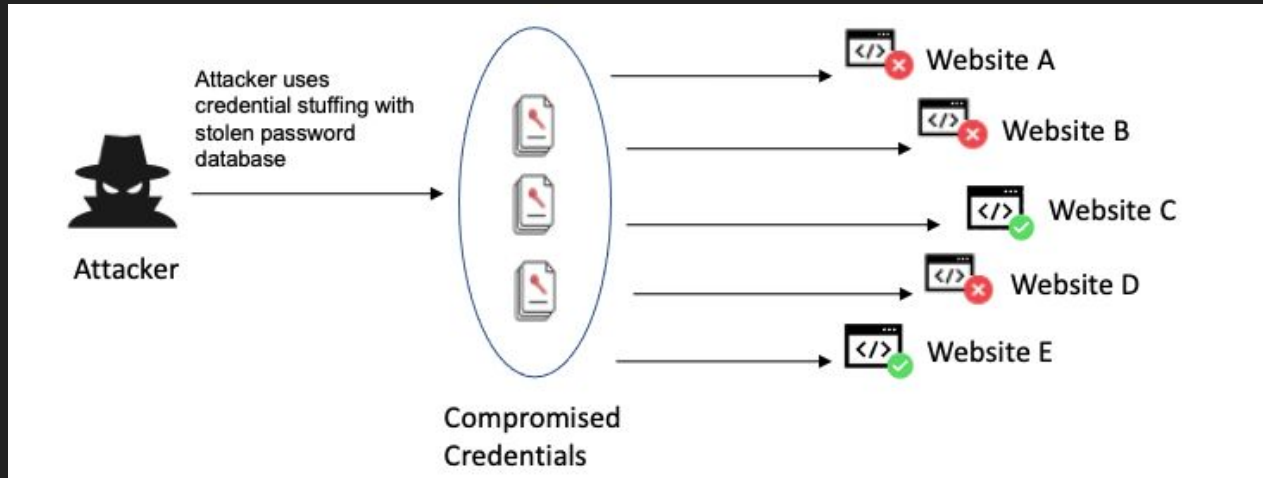 Attacker uses
credential stuffing with
stolen password
database
Attacker
Compromised
Credentials
</> Website A
</> Website B
</> Website C
</> Website D
</> Website E